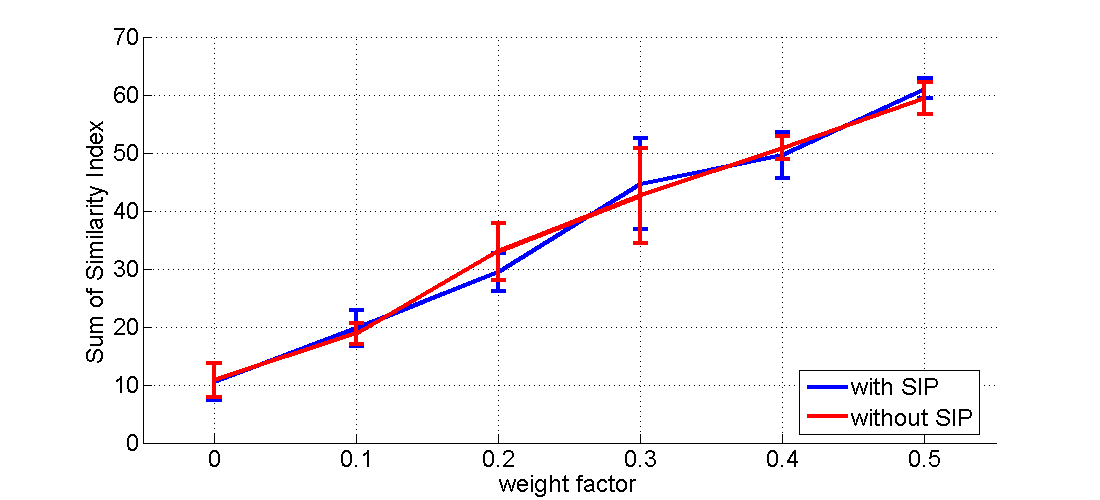 70
60
50
40
30
20
10
0
Sum of Similarity Index
0 0.1 0.2 0.3 0.4 0.5
weight factor
with SIP
without SIP